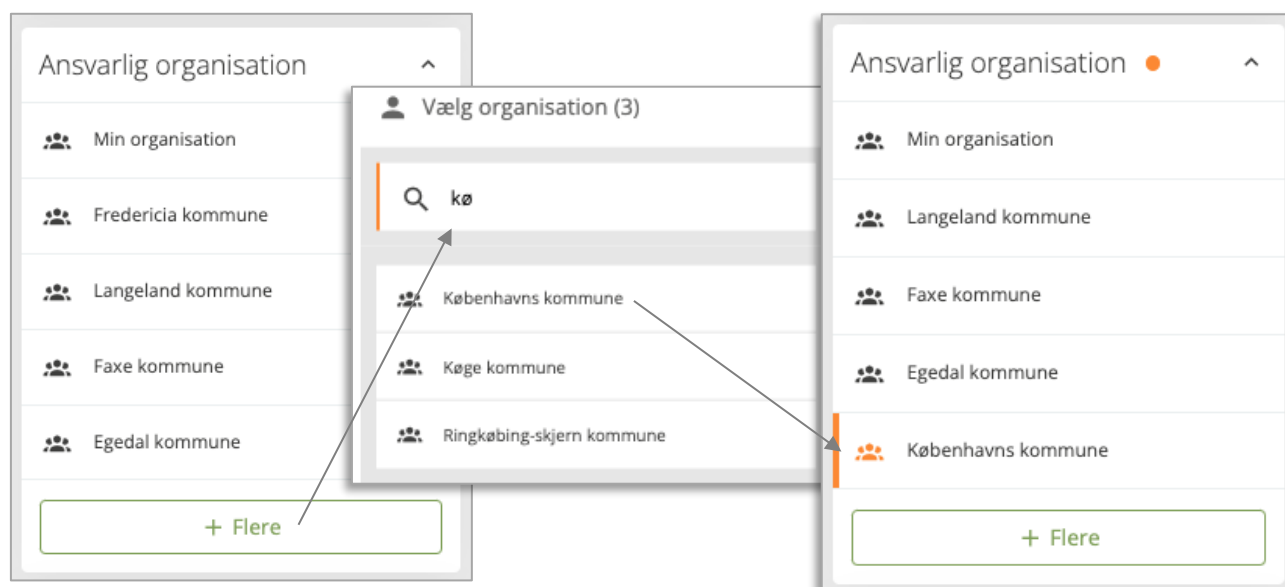 Ansvarlig organisation
Min organisation
Fredericia kommune
Langeland kommune
Faxe kommune
Egedal kommune
+ Flere
Vælg organisation (3)
kø
Københavns kommune
Køge kommune
Ringkøbing-skjern kommune
Ansvarlig organisation
Min organisation
Langeland kommune
Faxe kommune
Egedal kommune
Københavns kommune
+ Flere